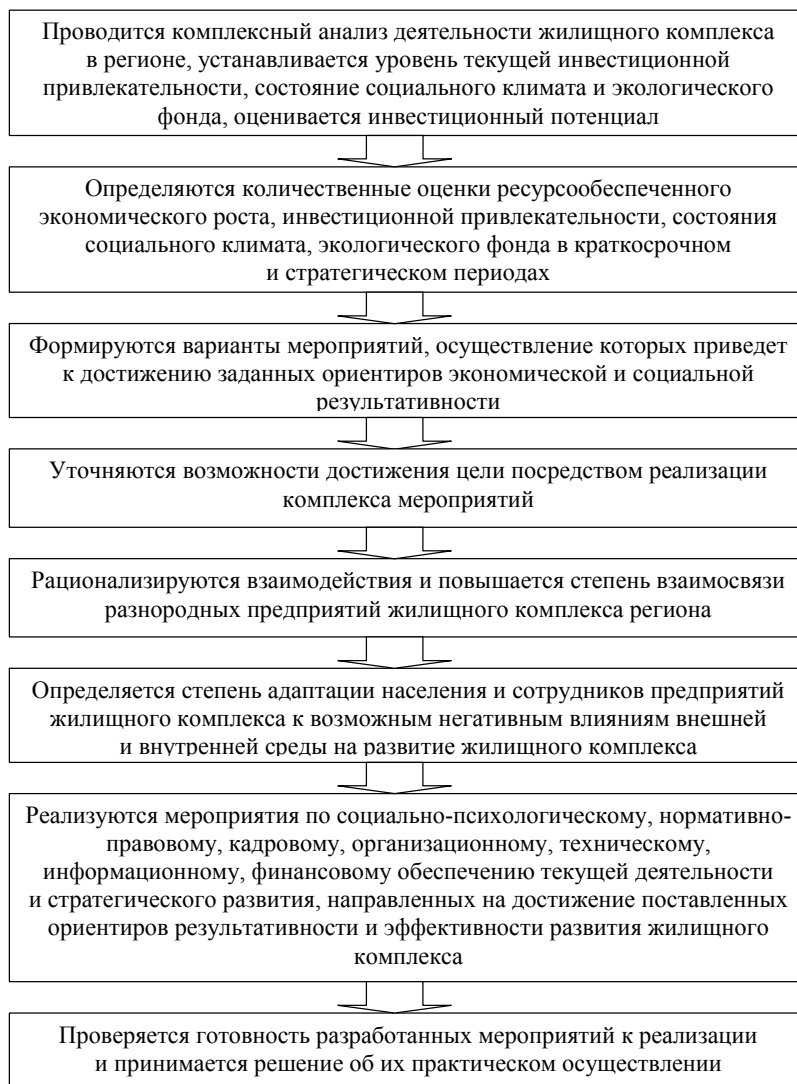 Проводится комплексный анализ деятельности жилищного комплекса
в регионе, устанавливается уровень текущей инвестиционной
привлекательности, состояние социального климата и экологического
фонда, оценивается инвестиционный потенциал
Определяются количественные оценки ресурсообеспеченного
экономического роста, инвестиционной привлекательности, состояния
социального климата, экологического фонда в краткосрочном
и стратегическом периодах
Формируются варианты мероприятий, осуществление которых приведет
к достижению заданных ориентиров экономической и социальной
результативности
Уточняются возможности достижения цели посредством реализации
комплекса мероприятий
Рационализируются взаимодействия и повышается степень взаимосвязи
разнородных предприятий жилищного комплекса региона
Определяется степень адаптации населения и сотрудников предприятий
жилищного комплекса к возможным негативным влияниям внешней
и внутренней среды на развитие жилищного комплекса
Реализуются мероприятия по социально-психологическому, нормативно-
правовому, кадровому, организационному, техническому,
информационному, финансовому обеспечению текущей деятельности
и стратегического развития, направленных на достижение поставленных
ориентиров результативности и эффективности развития жилищного
комплекса
Проверяется готовность разработанных мероприятий к реализации
и принимается решение об их практическом осуществлении